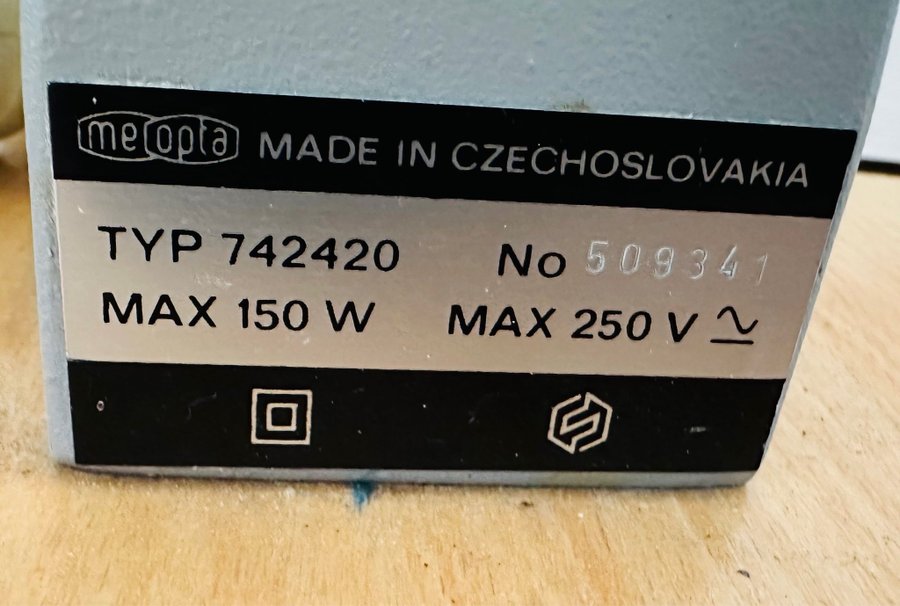 meopta MADE IN CZECHOSLOVAKIA
TYP 742420 No 509341
MAX 150 W MAX 250 V ⏦